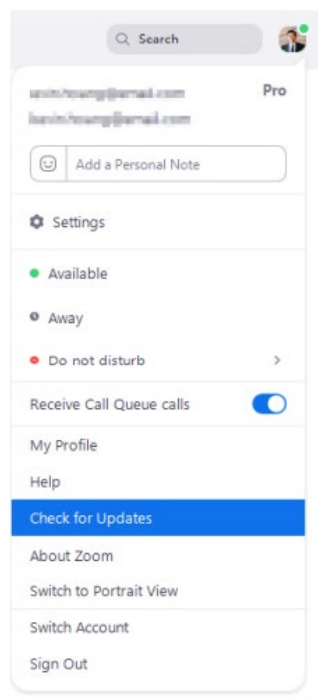 Search
Pro
Add a Personal Note
Settings
Available
Away
Do not disturb
Receive Call Queue calls
My Profile
Help
Check for Updates
About Zoom
Switch to Portrait View
Switch Account
Sign Out